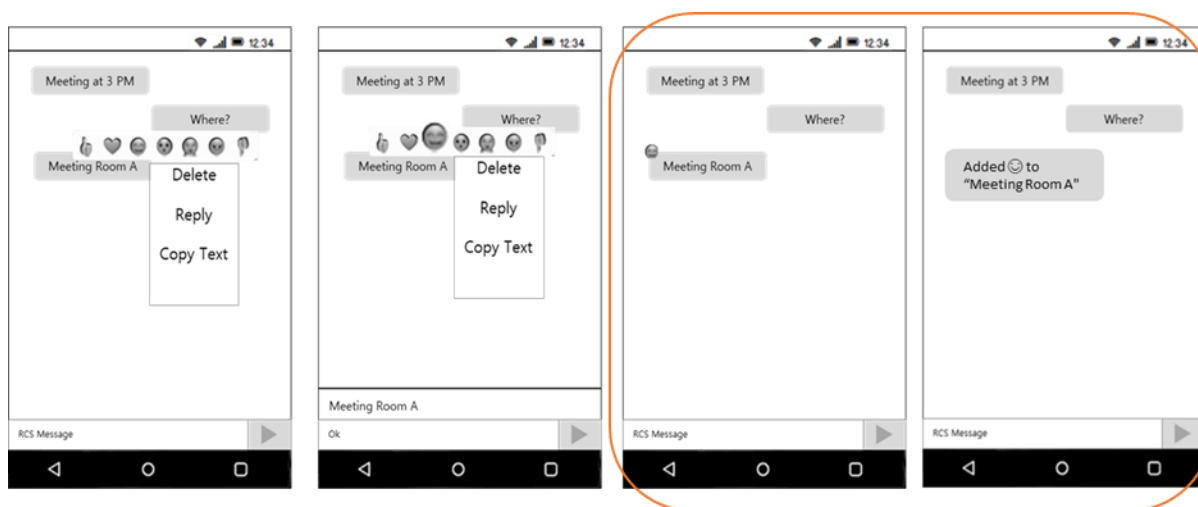 12:34
Meeting at 3 PM
Where?
Meeting Room A
Delete
Reply
Copy Text
RCS Message
12:34
Meeting at 3 PM
Where?
Meeting Room A
Delete
Reply
Copy Text
Meeting Room A
Ok
12:34
Meeting at 3 PM
Where?
Meeting Room A
RCS Message
12:34
Meeting at 3 PM
Where?
Added 😊 to
"Meeting Room A"
RCS Message